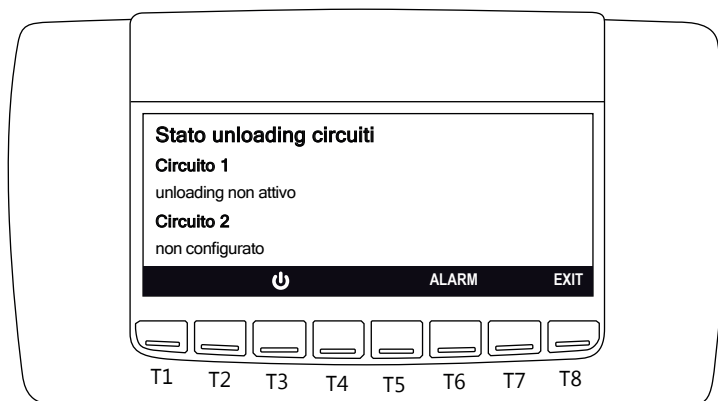 Stato unloading circuiti
Circuito 1
unloading non attivo
Circuito 2
non configurato
ALARM EXIT
T1 T2 T3 T4 T5 T6 T7 T8